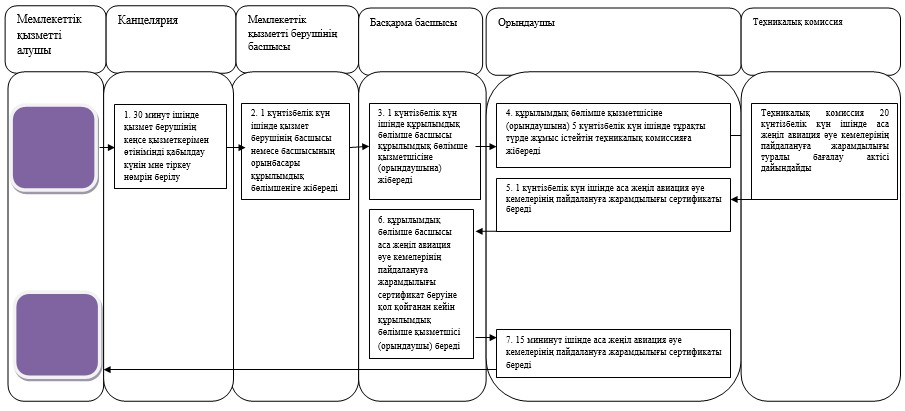 Мемлекеттік
қызметті
алушы
Канцелярия
Мемлекеттік
қызметті берушінің
басшысы
Басқарма басшысы
Орындаушы
Техникалық комиссия
1. 30 минут ішінде
қызмет берушінің
кеңсе қызметкерімен
өтінімінді қабылдау
күнін мне тіркеу
нөмрін берілу
2. 1 күнтізбелік күн
ішінде қызмет
берушінің басшысы
немесе басшысының
орынбасары
құрылымдық
бөлімшеніге жібереді
3. 1 күнтізбелік күн
ішінде құрылымдық
бөлімше басшысы
құрылымдық бөлімше
қызметшісіне
(орындаушына)
жібереді
4. құрылымдық бөлімше қызметшісіне
(орындаушына) 5 күнтізбелік күн ішінде тұрақты
түрде жұмыс істейтін техникалық комиссияға
жібереді
Техникалық комиссия 20
күнтізбелік күн ішінде аса
жеңіл авиация әуе кемелерінің
пайдалануға жарамдылығы
туралы бағалау актісі
дайындайды
5. 1 күнтізбелік күн ішінде аса жеңіл авиация әуе
кемелерінің пайдалануға жарамдылығы сертификаты
береді
6. құрылымдық
бөлімше басшысы
аса жеңіл авиация
әуе кемелерінің
пайдалануға
жарамдылығы
сертификат беруіне
қол қойғанан кейін
құрылымдық
бөлімше қызметшісі
(орындаушы) береді
7. 15 мининут ішінде аса жеңіл авиация әуе
кемелерінің пайдалануға жарамдылығы сертификаты
береді